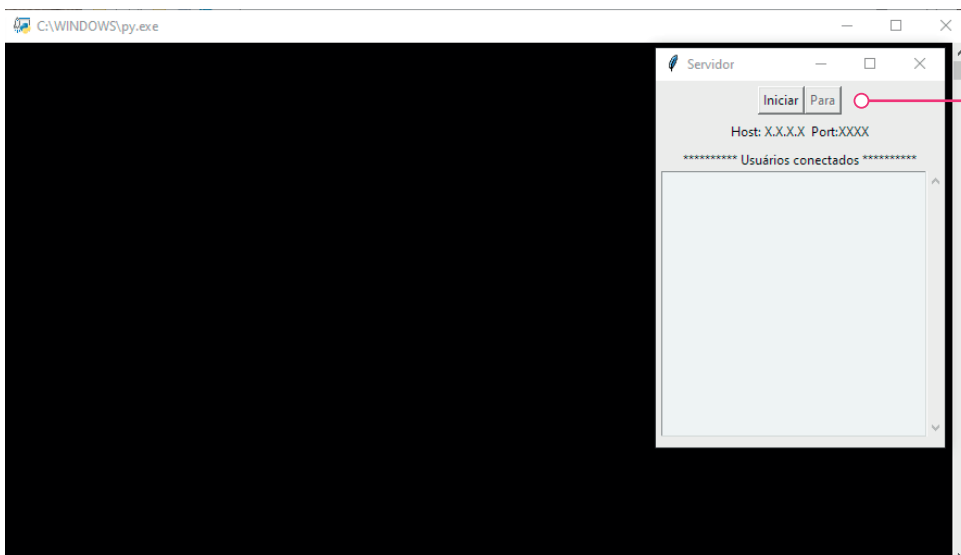 C:\WINDOWS\py.exe
Servidor
Iniciar Para
Host: X.X.X.X Port:XXXX
********** Usuários conectados **********